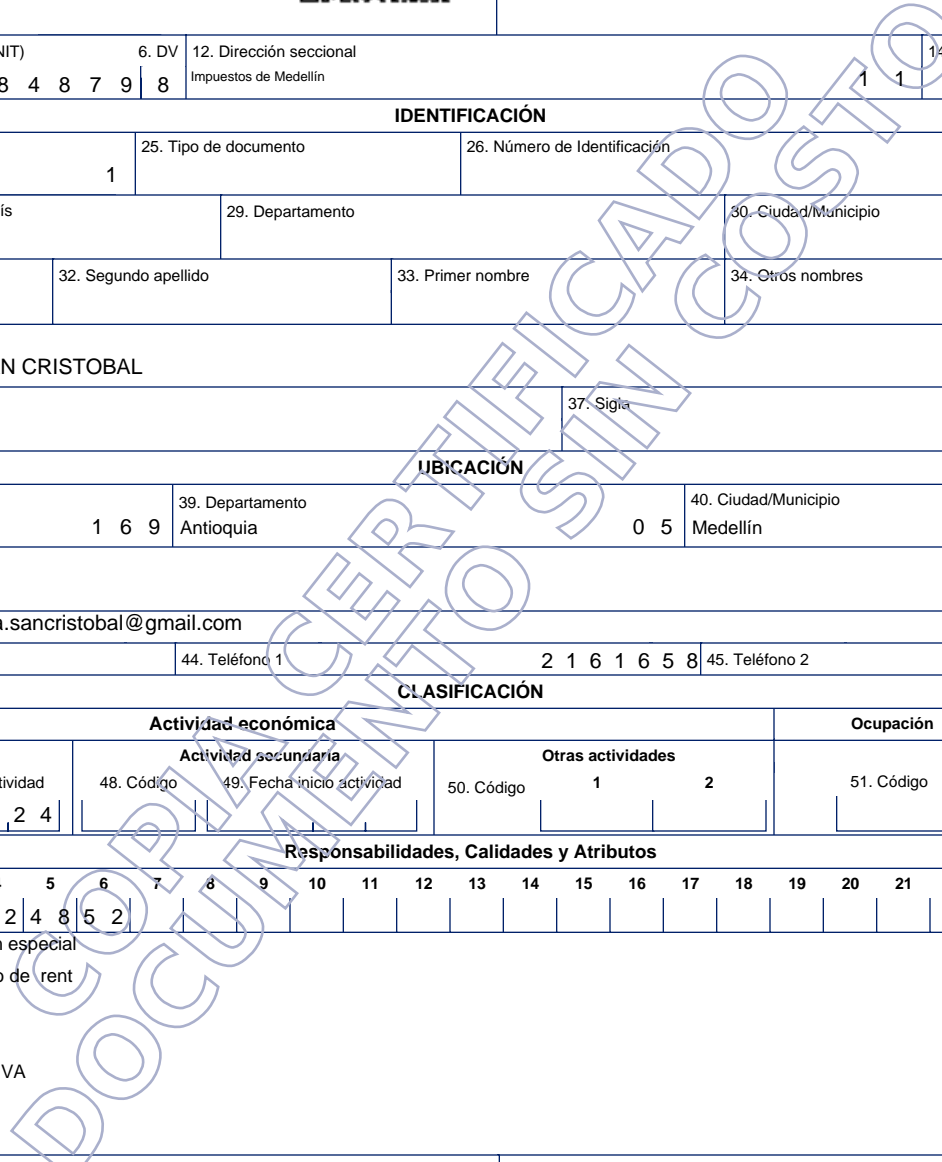 NIT) 6. DV 12. Dirección seccional 14
8 4 8 7 9 8 Impuestos de Medellín 1 1
IDENTIFICACIÓN
25. Tipo de documento 26. Número de Identificación
1
ís 29. Departamento 30. Ciudad/Municipio
32. Segundo apellido 33. Primer nombre 34. Otros nombres
N CRISTOBAL
37. Sigla
UBICACIÓN
39. Departamento 40. Ciudad/Municipio
1 6 9 Antioquia 0 5 Medellín
a.sancristobal@gmail.com
44. Teléfono 1 2 1 6 1 6 5 8 45. Teléfono 2
CLASIFICACIÓN
Actividad económica Ocupación
Actividad secundaria Otras actividades
tividad 48. Código 49. Fecha inicio actividad 50. Código 1 2 51. Código
2 4
Responsabilidades, Calidades y Atributos
5 6 7 8 9 10 11 12 13 14 15 16 17 18 19 20 21
2 4 8 5 2
n especial
o de rent
VA
COPIA CERTIFICADO
DOCUMENTO SIN COSTO